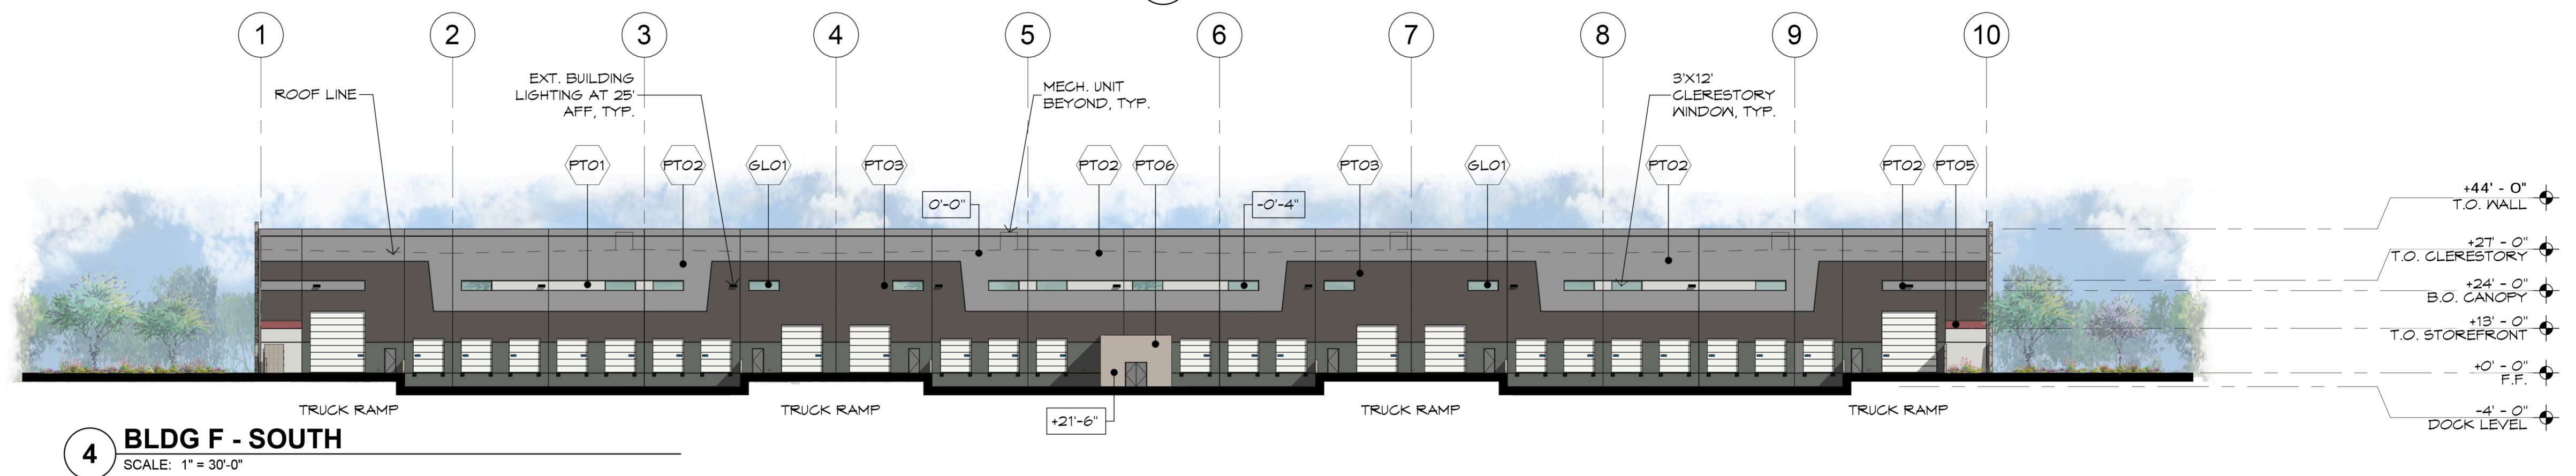 1 2 3 4 5 6 7 8 9 10
ROOF LINE
EXT. BUILDING
LIGHTING AT 25'
AFF, TYP.
MECH. UNIT
BEYOND, TYP.
3'X12'
CLERESTORY
WINDOW, TYP.
PT01 PT02 GL01 PT03 PT02 PT06 PT03 GL01 PT02 PT02 PT05
0'-0" -0'-4"
+44' - 0"
T.O. WALL
+27' - 0"
T.O. CLERESTORY
+24' - 0"
B.O. CANOPY
+13' - 0"
T.O. STOREFRONT
+0' - 0"
F.F.
-4' - 0"
DOCK LEVEL
TRUCK RAMP TRUCK RAMP TRUCK RAMP TRUCK RAMP
+21'-6"
4 BLDG F - SOUTH
SCALE: 1" = 30'-0"